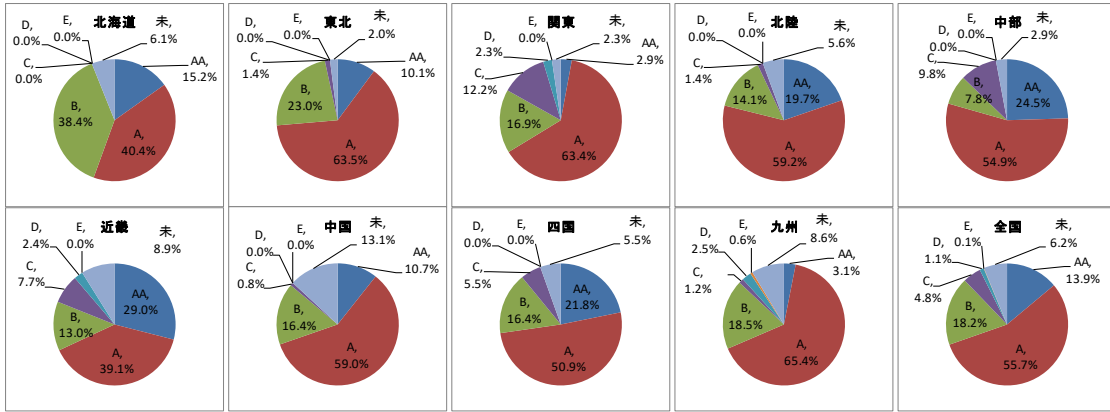 北海道
D,
0.0%
E,
0.0%
未,
6.1%
C,
0.0%
AA,
15.2%
B,
38.4%
A,
40.4%
東北
D,
0.0%
E,
0.0%
未,
2.0%
C,
1.4%
AA,
10.1%
B,
23.0%
A,
63.5%
関東
D,
2.3%
E,
0.0%
未,
2.3%
C,
12.2%
AA,
2.9%
B,
16.9%
A,
63.4%
北陸
D,
0.0%
E,
0.0%
未,
5.6%
C,
1.4%
AA,
19.7%
B,
14.1%
A,
59.2%
中部
D,
0.0%
E,
0.0%
未,
2.9%
C,
9.8%
AA,
24.5%
B,
7.8%
A,
54.9%
近畿
D,
2.4%
E,
0.0%
未,
8.9%
C,
7.7%
AA,
29.0%
B,
13.0%
A,
39.1%
中国
D,
0.0%
E,
0.0%
未,
13.1%
C,
0.8%
AA,
10.7%
B,
16.4%
A,
59.0%
四国
D,
0.0%
E,
0.0%
未,
5.5%
C,
5.5%
AA,
21.8%
B,
16.4%
A,
50.9%
九州
D,
2.5%
E,
0.6%
未,
8.6%
C,
1.2%
AA,
3.1%
B,
18.5%
A,
65.4%
全国
D,
1.1%
E,
0.1%
未,
6.2%
C,
4.8%
AA,
13.9%
B,
18.2%
A,
55.7%